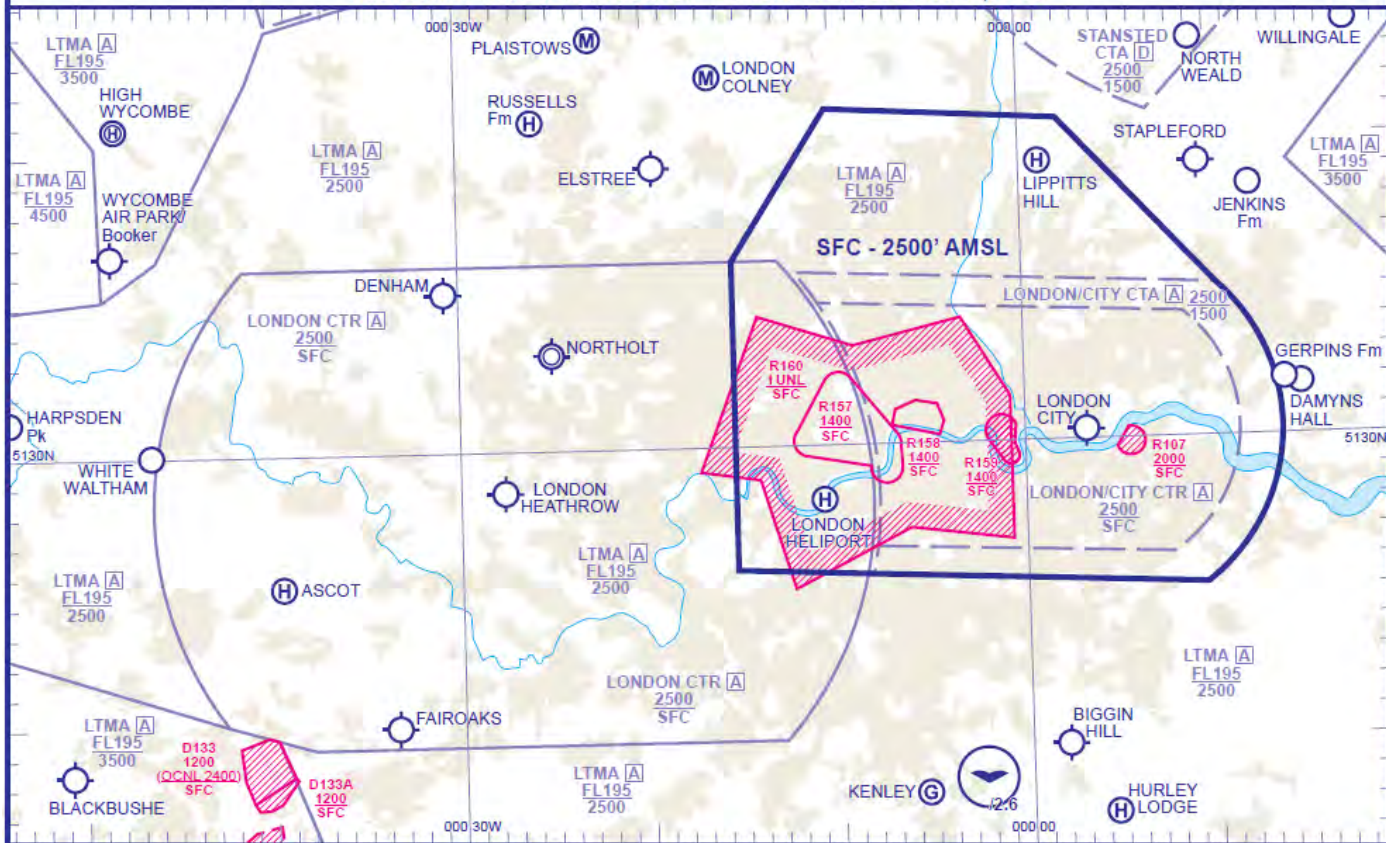 000 30W
000 00
LTMA A
FL195
3500
HIGH
WYCOMBE
PLAISTOWS
M
M
LONDON
COLNEY
RUSSELLS
Fm
H
STANSTED
CTA D
2500
1500
NORTH
WEALD
WILLINGALE
STAPLEFORD
LTMA A
FL195
3500
JENKINS
Fm
H
LTMA A
FL195
4500
WYCOMBE
AIR PARK/
Booker
LTMA A
FL195
2500
ELSTREE
LTMA A
FL195
2500
H
LIPPITTS
HILL
SFC - 2500' AMSL
DENHAM
LONDON CTR A
2500
SFC
NORTHOLT
LONDON/CITY CTA A 2500
1500
GERPINS Fm
DAMYNS
HALL
R160
UNL
SFC
R157
1400
SFC
R158
1400
SFC
R159
1400
SFC
LONDON
CITY
R107
2000
SFC
HARPSDEN
Pk
5130N
5130N
WHITE
WALTHAM
LONDON
HEATHROW
H
LONDON
HELIPORT
LONDON/CITY CTR A
2500
SFC
LTMA A
FL195
2500
LTMA A
FL195
2500
H ASCOT
LONDON CTR A
2500
SFC
LTMA A
FL195
2500
FAIROAKS
LTMA A
FL195
3500
D133
1200
(OCNL 2400)
SFC
D133A
1200
SFC
BLACKBUSHE
LTMA A
FL195
2500
BIGGIN
HILL
KENLEY G
/2.6
H
HURLEY
LODGE
000 30W
000 00